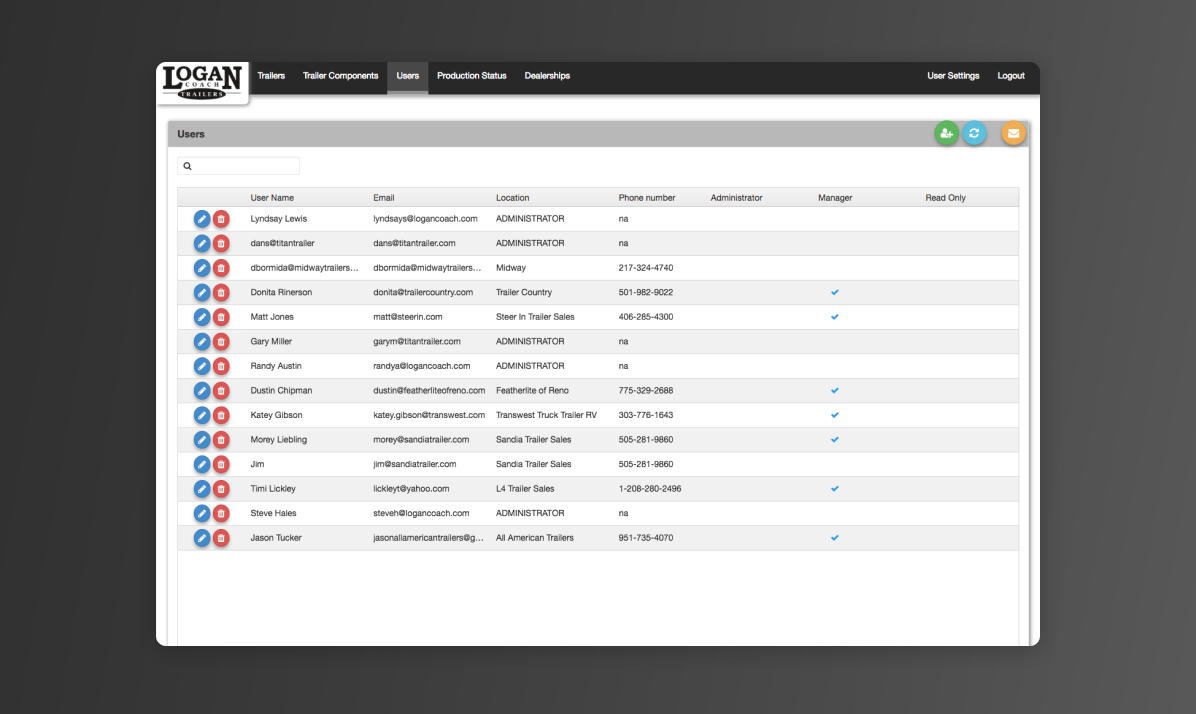 LOGAN
COACH
TRAILERS
Trailers Trailer Components Users Production Status Dealerships User Settings Logout
Users
User Name Email Location Phone number Administrator Manager Read Only
Lyndsay Lewis lyndsays@logancoach.com ADMINISTRATOR na
dans@titantrailer dans@titantrailer.com ADMINISTRATOR na
dbormida@midwaytrailers... dbormida@midwaytrailers... Midway 217-324-4740
Donita Rinerson donita@trailercountry.com Trailer Country 501-982-9022
Matt Jones matt@steerin.com Steer In Trailer Sales 406-285-4300
Gary Miller garym@titantrailer.com ADMINISTRATOR na
Randy Austin randya@logancoach.com ADMINISTRATOR na
Dustin Chipman dustin@featherliteofreno.com Featherlite of Reno 775-329-2688
Katey Gibson katey.gibson@transwest.com Transwest Truck Trailer RV 303-776-1643
Morey Liebling morey@sandiatrailer.com Sandia Trailer Sales 505-281-9860
Jim jim@sandiatrailer.com Sandia Trailer Sales 505-281-9860
Timi Lickley lickleyt@yahoo.com L4 Trailer Sales 1-208-280-2496
Steve Hales steveh@logancoach.com ADMINISTRATOR na
Jason Tucker jasonallamericantrailers@g... All American Trailers 951-735-4070